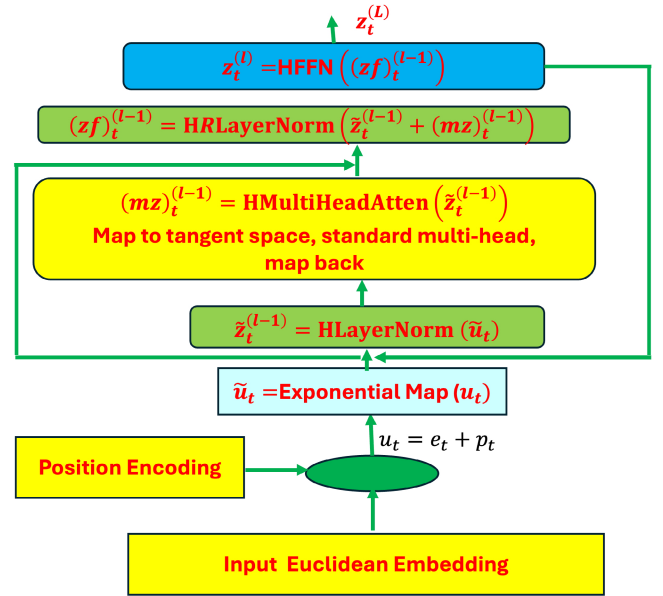 z_t^{(L)}
z_t^{(l)} =HFFN ((zf)_t^{(l-1)})
(zf)_t^{(l-1)} = HRLayerNorm (z̃_t^{(l-1)} + (mz)_t^{(l-1)})
(mz)_t^{(l-1)} = HMultiHeadAtten (z̃_t^{(l-1)})
Map to tangent space, standard multi-head,
map back
z̃_t^{(l-1)} = HLayerNorm (ũ_t)
ũ_t =Exponential Map (u_t)
u_t = e_t + p_t
Position Encoding
Input Euclidean Embedding